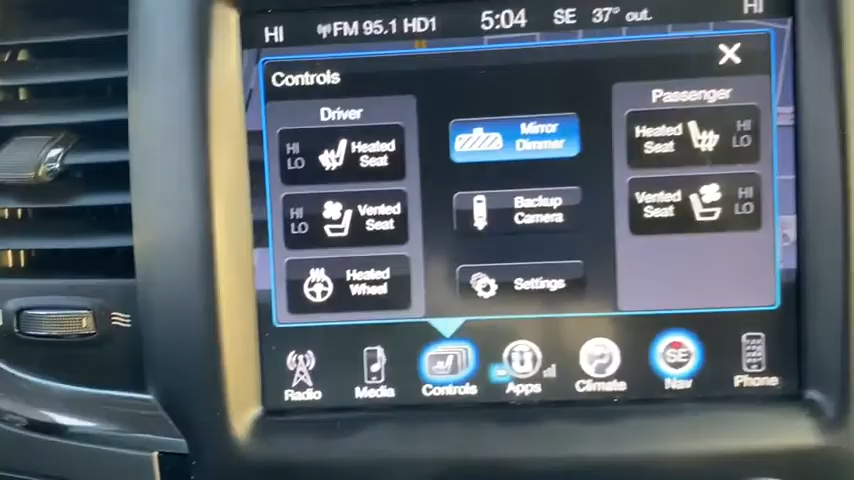 HI FM 95.1 HD1 5:04 SE 37° out. HI
Controls
Driver
HI
LO
Heated
Seat
HI
LO
Vented
Seat
Heated
Wheel
Mirror
Dimmer
Backup
Camera
Settings
Passenger
Heated
Seat
HI
LO
Vented
Seat
HI
LO
SE
Radio Media Controls Apps Climate Nav Phone